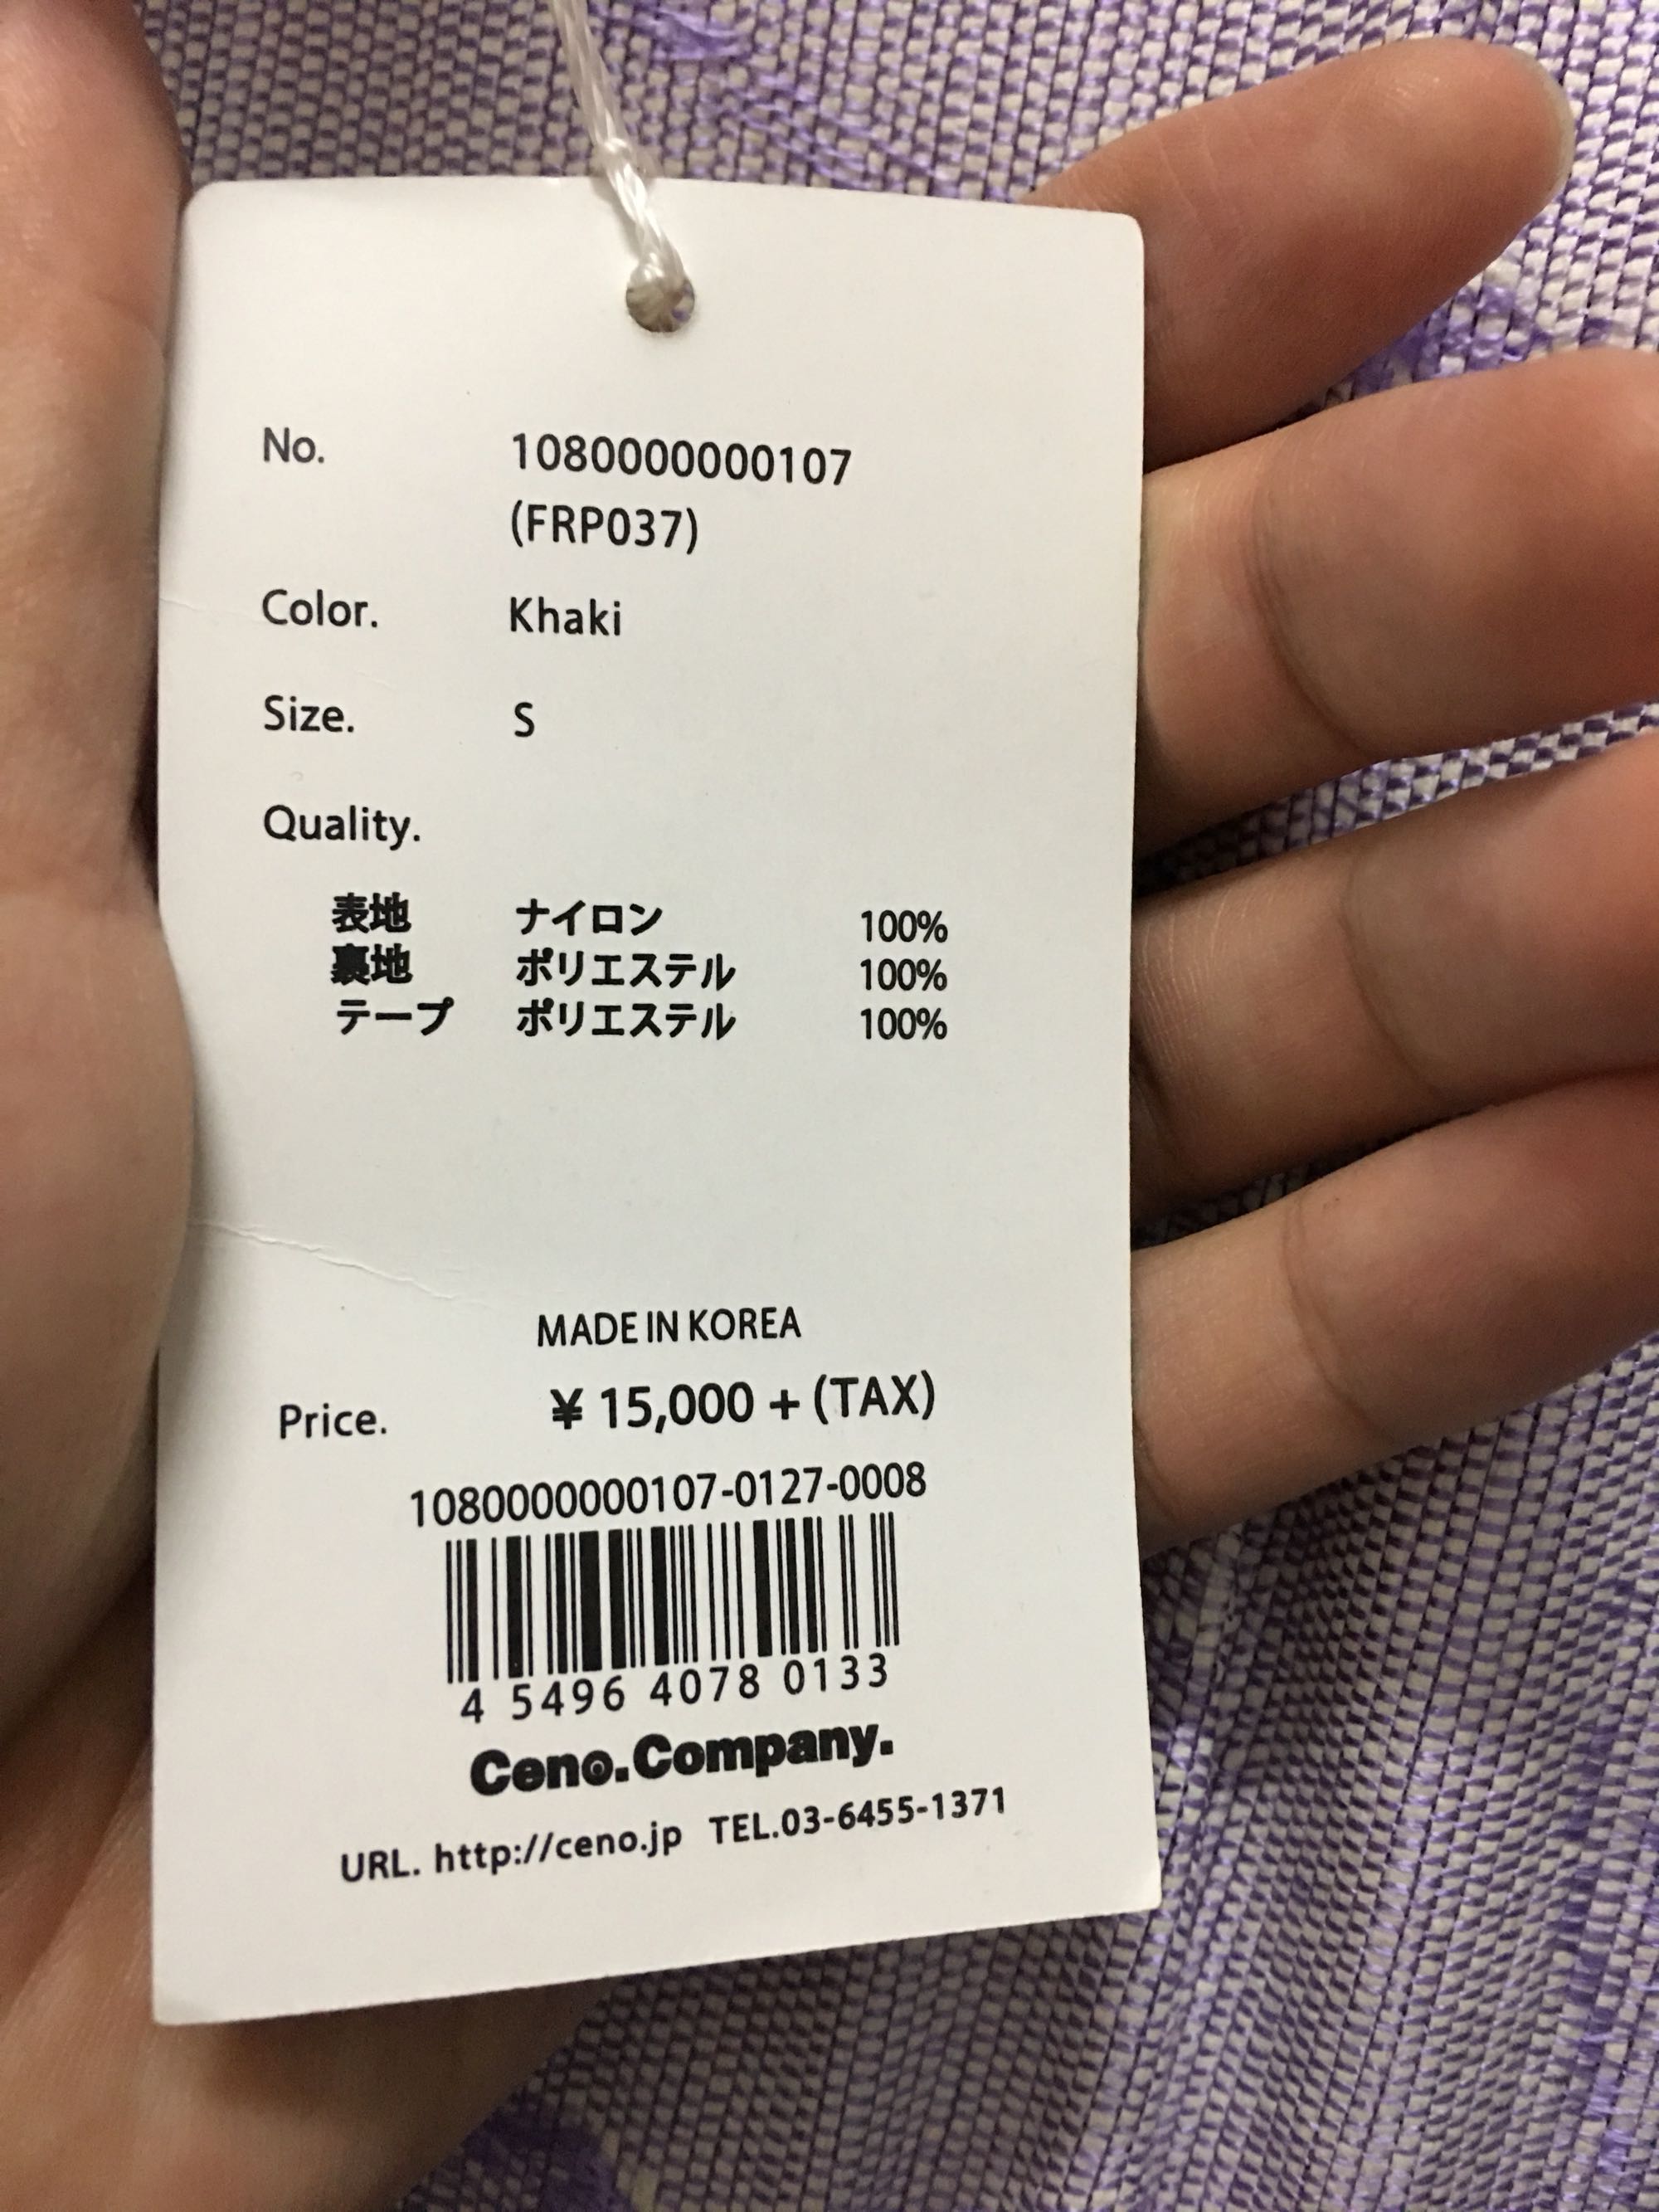 No. 1080000000107
(FRP037)
Color. Khaki
Size. S
Quality.
表地 ナイロン 100%
裏地 ポリエステル 100%
テープ ポリエステル 100%
MADE IN KOREA
Price. ¥ 15,000 + (TAX)
1080000000107-0127-0008
4 5496 4078 0133
Ceno.Company.
URL. http://ceno.jp TEL.03-6455-1371